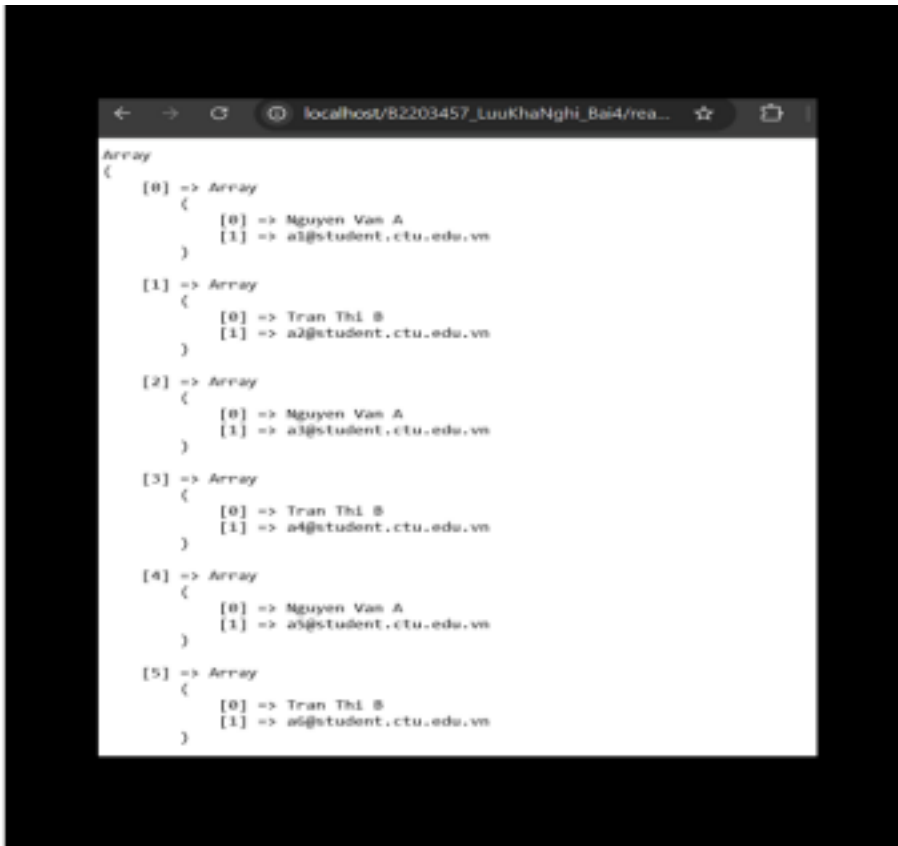 localhost/B2203457_LuuKhaNghi_Bai4/rea...
Array
(
[0] => Array
(
[0] => Nguyen Van A
[1] => a1@student.ctu.edu.vn
)
[1] => Array
(
[0] => Tran Thi B
[1] => a2@student.ctu.edu.vn
)
[2] => Array
(
[0] => Nguyen Van A
[1] => a3@student.ctu.edu.vn
)
[3] => Array
(
[0] => Tran Thi B
[1] => a4@student.ctu.edu.vn
)
[4] => Array
(
[0] => Nguyen Van A
[1] => a5@student.ctu.edu.vn
)
[5] => Array
(
[0] => Tran Thi B
[1] => a6@student.ctu.edu.vn
)